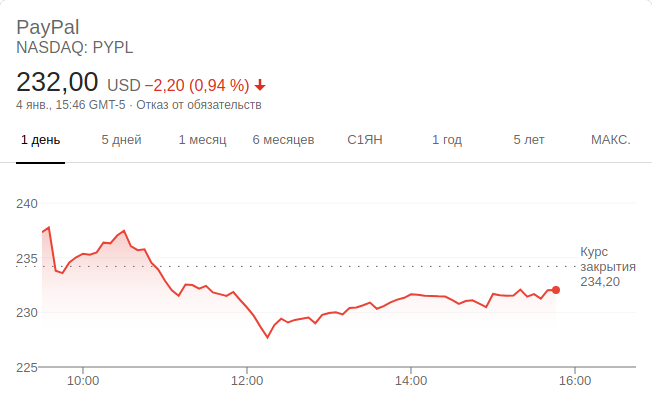 PayPal
NASDAQ: PYPL
232,00 USD −2,20 (0,94 %)
4 янв., 15:46 GMT-5 · Отказ от обязательств
1 день 5 дней 1 месяц 6 месяцев С1ЯН 1 год 5 лет МАКС.
240
235
230
225
Курс
закрытия
234,20
10:00 12:00 14:00 16:00